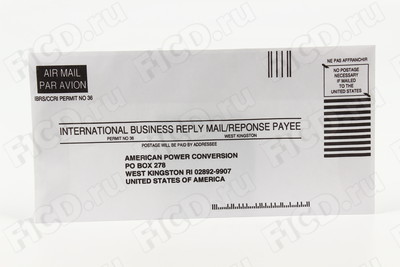 AIR MAIL
PAR AVION
IBRS/CCRI PERMIT NO 36
NE PAS AFFRANCHIR
NO POSTAGE
NECESSARY
IF MAILED
TO THE
UNITED STATES
INTERNATIONAL BUSINESS REPLY MAIL/REPONSE PAYEE
PERMIT NO 36 WEST KINGSTON
POSTAGE WILL BE PAID BY ADDRESSEE
AMERICAN POWER CONVERSION
PO BOX 278
WEST KINGSTON RI 02892-9907
UNITED STATES OF AMERICA
FICD.ru